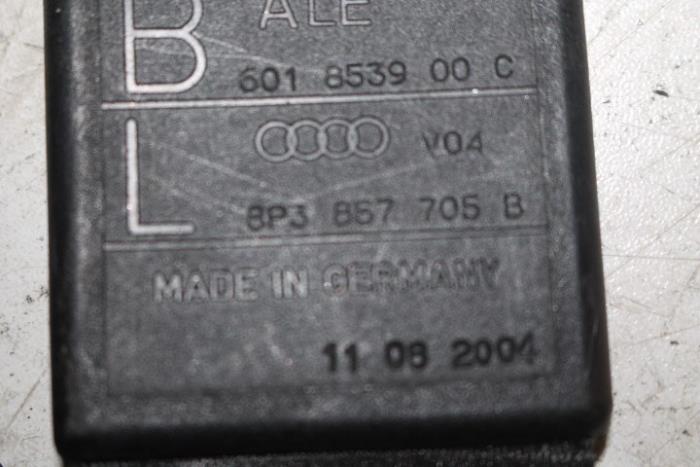 B ALE
601 8539 00 C
L V04
8P3 857 705 B
MADE IN GERMANY
11 08 2004